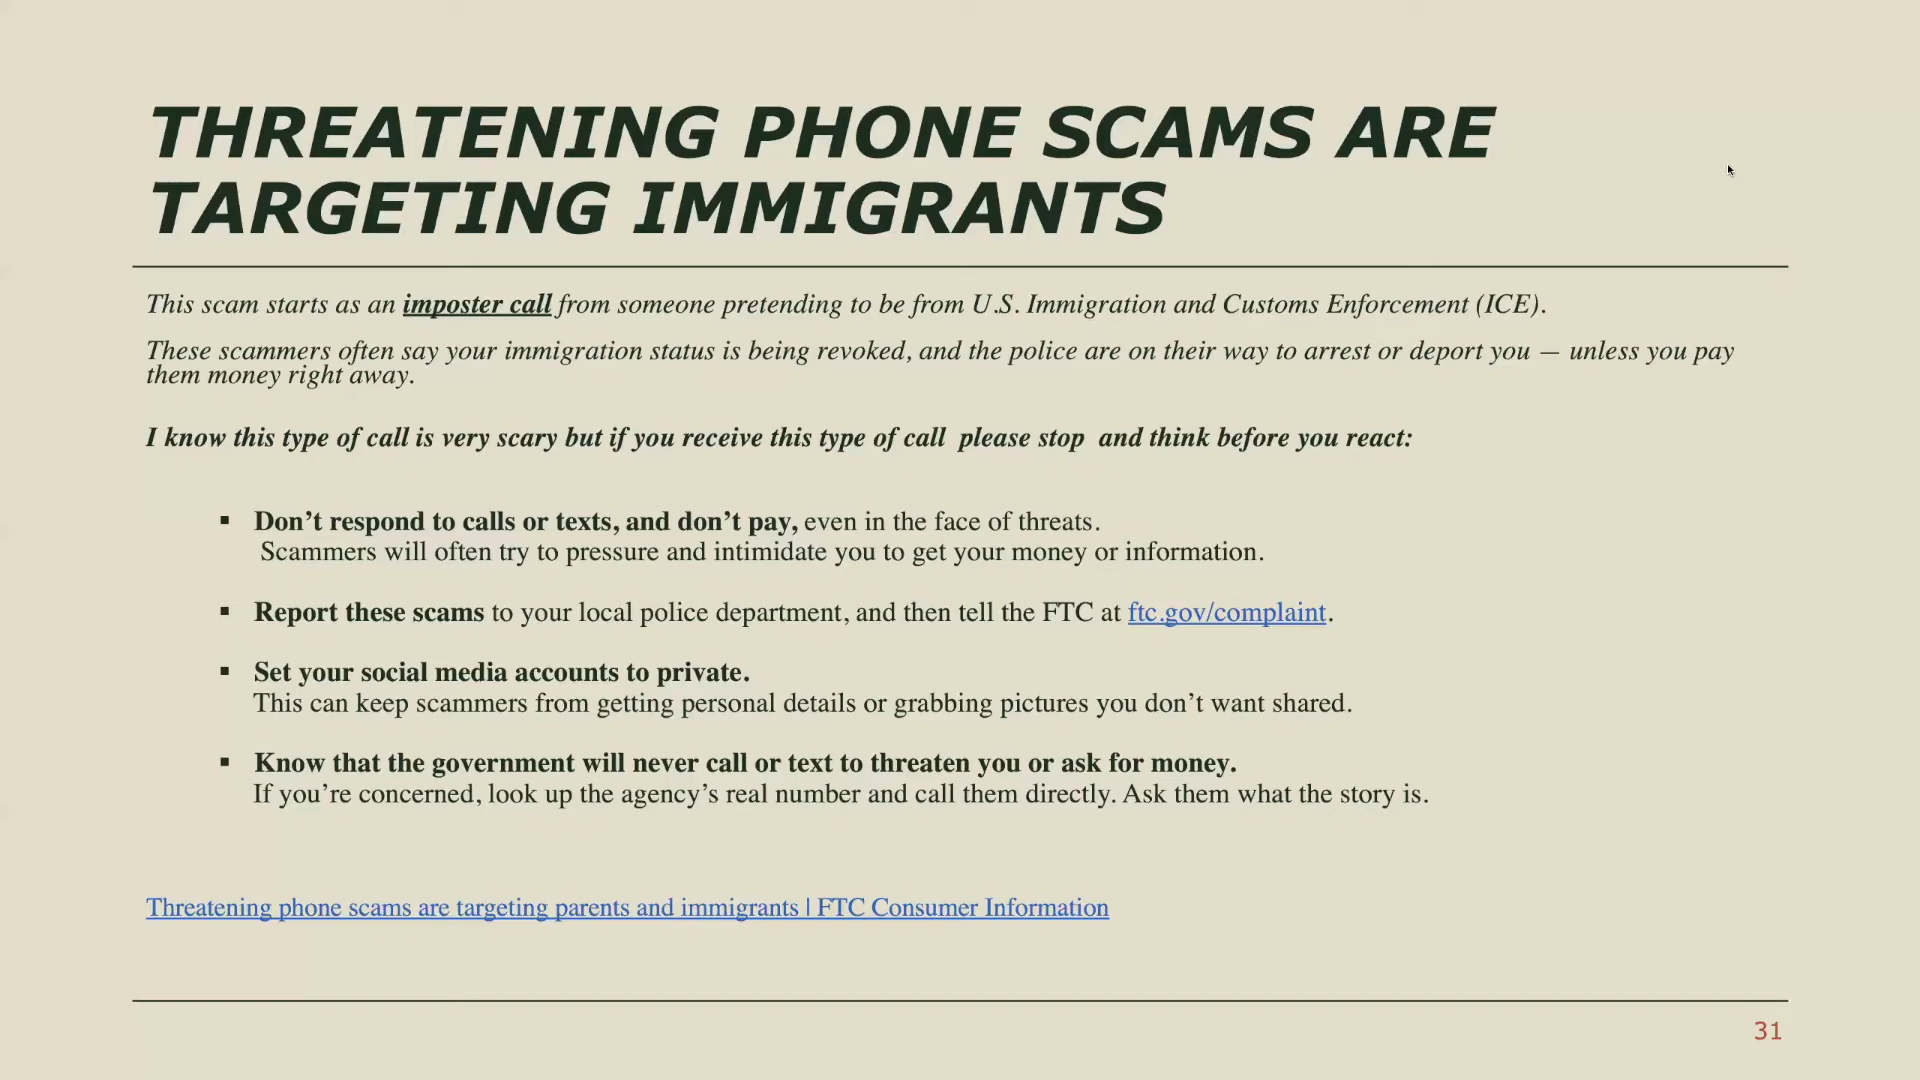 THREATENING PHONE SCAMS ARE
TARGETING IMMIGRANTS
This scam starts as an imposter call from someone pretending to be from U.S. Immigration and Customs Enforcement (ICE).
These scammers often say your immigration status is being revoked, and the police are on their way to arrest or deport you — unless you pay
them money right away.
I know this type of call is very scary but if you receive this type of call  please stop  and think before you react:
▪ Don’t respond to calls or texts, and don’t pay, even in the face of threats.
Scammers will often try to pressure and intimidate you to get your money or information.
▪ Report these scams to your local police department, and then tell the FTC at ftc.gov/complaint.
▪ Set your social media accounts to private.
This can keep scammers from getting personal details or grabbing pictures you don’t want shared.
▪ Know that the government will never call or text to threaten you or ask for money.
If you’re concerned, look up the agency’s real number and call them directly. Ask them what the story is.
Threatening phone scams are targeting parents and immigrants | FTC Consumer Information
31